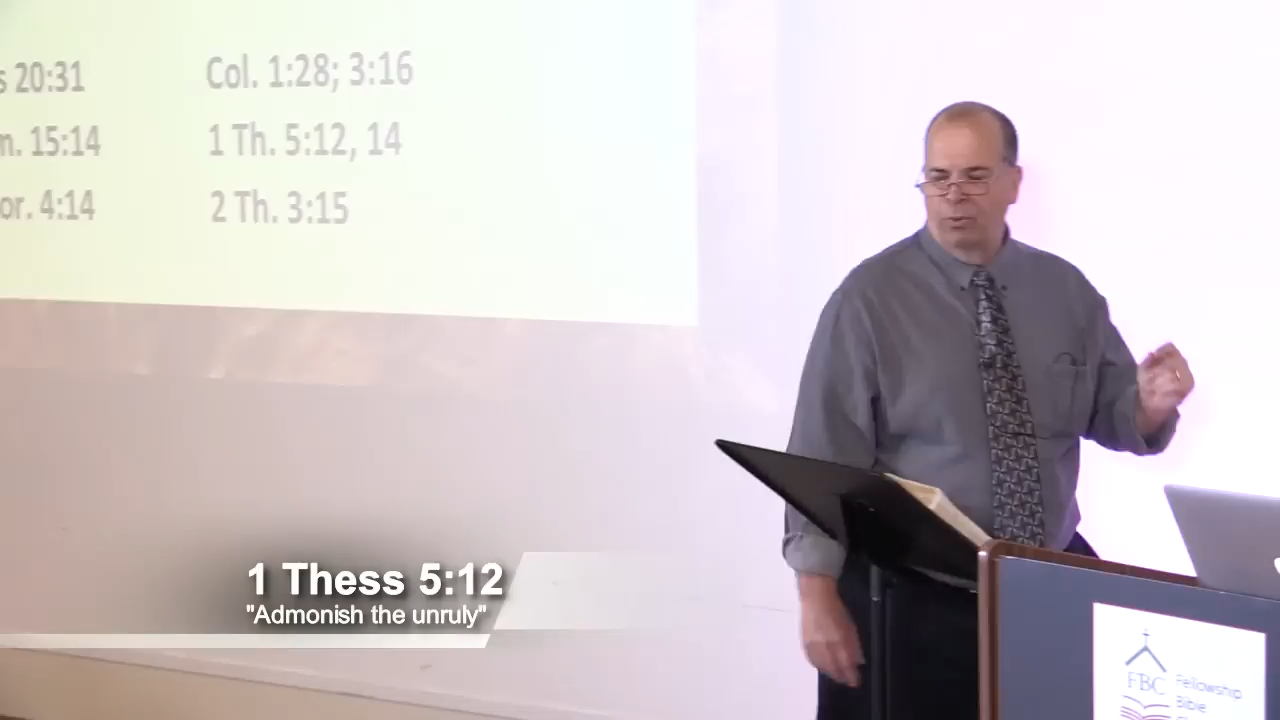 s 20:31
m. 15:14
or. 4:14
Col. 1:28; 3:16
1 Th. 5:12, 14
2 Th. 3:15
1 Thess 5:12
"Admonish the unruly"
FBC
Fellowship
Bible